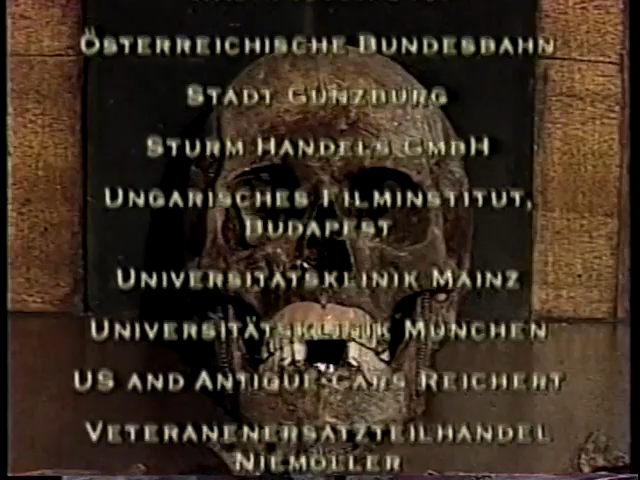 ÖSTERREICHISCHE BUNDESBAHN
STADT GÜNZBURG
STURM HANDELS GMBH
UNGARISCHES FILMINSTITUT,
BUDAPEST
UNIVERSITÄTSKLINIK MAINZ
UNIVERSITÄTSKLINIK MÜNCHEN
US AND ANTIQUE CARS REICHERT
VETERANENERSATZTEILHANDEL
NIEMÖLLER